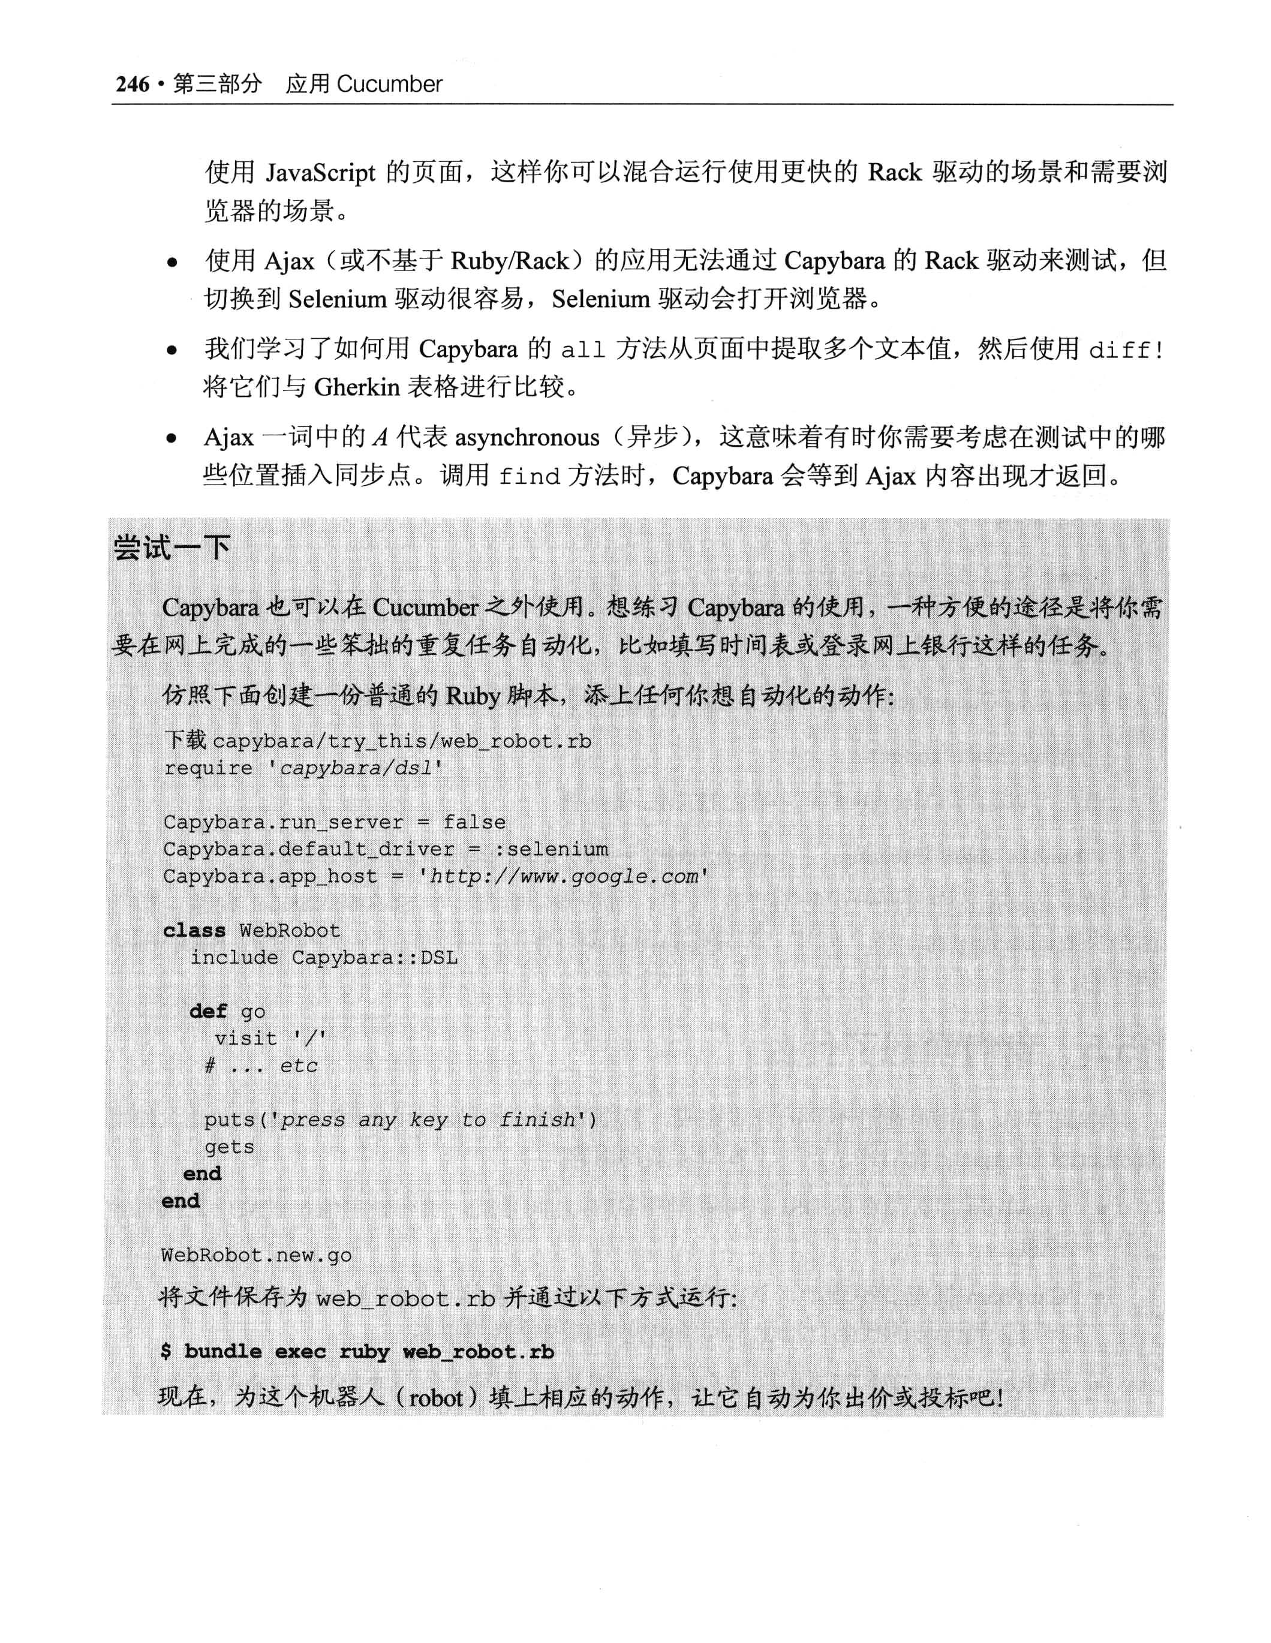 246 • 第三部分 应用 Cucumber
使用 JavaScript 的页面，这样你可以混合运行使用更快的 Rack 驱动的场景和需要浏
览器的场景。
● 使用 Ajax（或不基于 Ruby/Rack）的应用无法通过 Capybara 的 Rack 驱动来测试，但
切换到 Selenium 驱动很容易，Selenium 驱动会打开浏览器。
● 我们学习了如何用 Capybara 的 all 方法从页面中提取多个文本值，然后使用 diff!
将它们与 Gherkin 表格进行比较。
● Ajax 一词中的 A 代表 asynchronous（异步），这意味着有时你需要考虑在测试中的哪
些位置插入同步点。调用 find 方法时，Capybara 会等到 Ajax 内容出现才返回。
尝试一下
Capybara 也可以在 Cucumber 之外使用。想练习 Capybara 的使用，一种方便的途径是将你需
要在网上完成的一些笨拙的重复任务自动化，比如填写时间表或登录网上银行这样的任务。
仿照下面创建一份普通的 Ruby 脚本，添上任何你想自动化的动作：
下载 capybara/try_this/web_robot.rb
require 'capybara/dsl'
Capybara.run_server = false
Capybara.default_driver = :selenium
Capybara.app_host = 'http://www.google.com'
class WebRobot
include Capybara::DSL
def go
visit '/'
# ... etc
puts('press any key to finish')
gets
end
end
WebRobot.new.go
将文件保存为 web_robot.rb 并通过以下方式运行：
$ bundle exec ruby web_robot.rb
现在，为这个机器人（robot）填上相应的动作，让它自动为你出价或投标吧！